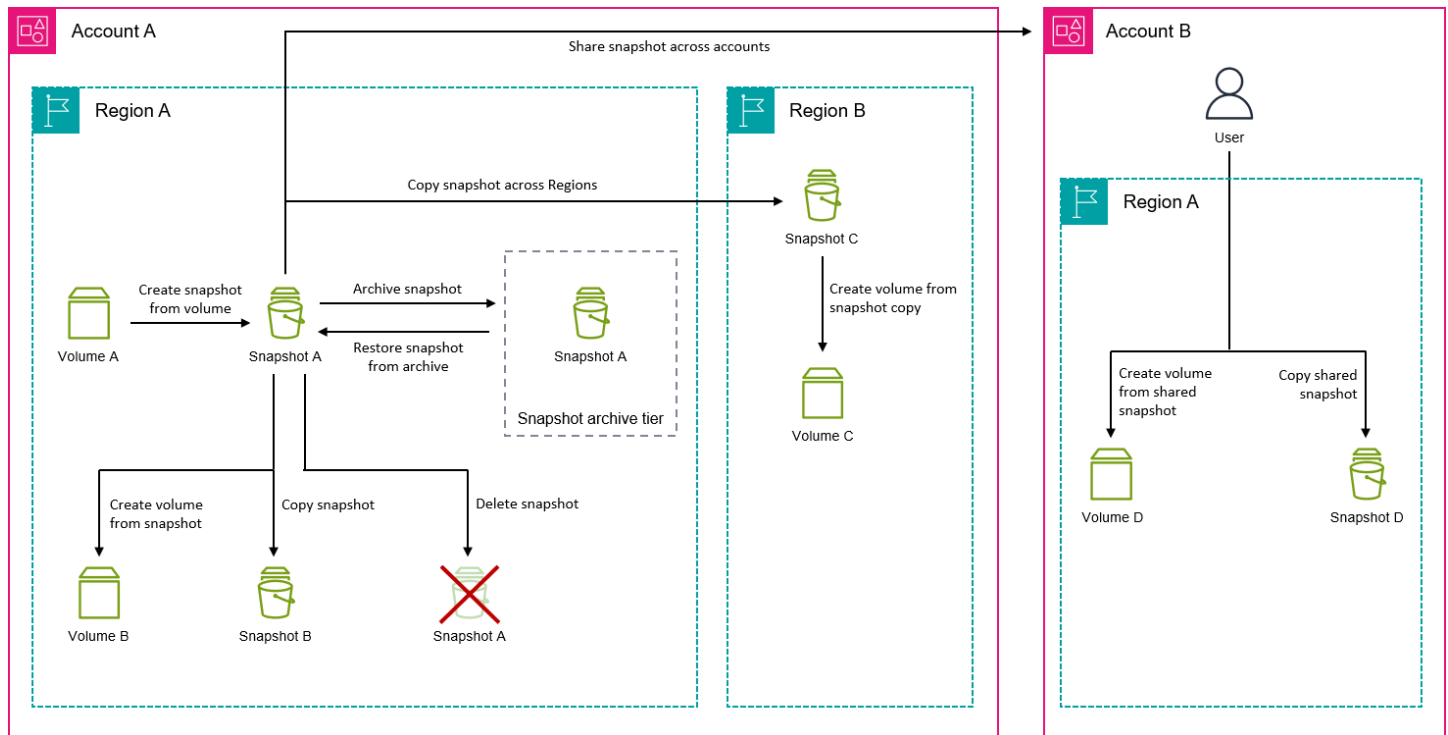 Account A
Share snapshot across accounts
Account B
Region A
Region B
User
Copy snapshot across Regions
Region A
Snapshot C
Create snapshot
from volume
Archive snapshot
Create volume from
snapshot copy
Volume A
Snapshot A
Restore snapshot
from archive
Snapshot A
Snapshot archive tier
Volume C
Create volume
from shared
snapshot
Copy shared
snapshot
Create volume
from snapshot
Copy snapshot
Delete snapshot
Volume D
Snapshot D
Volume B
Snapshot B
Snapshot A